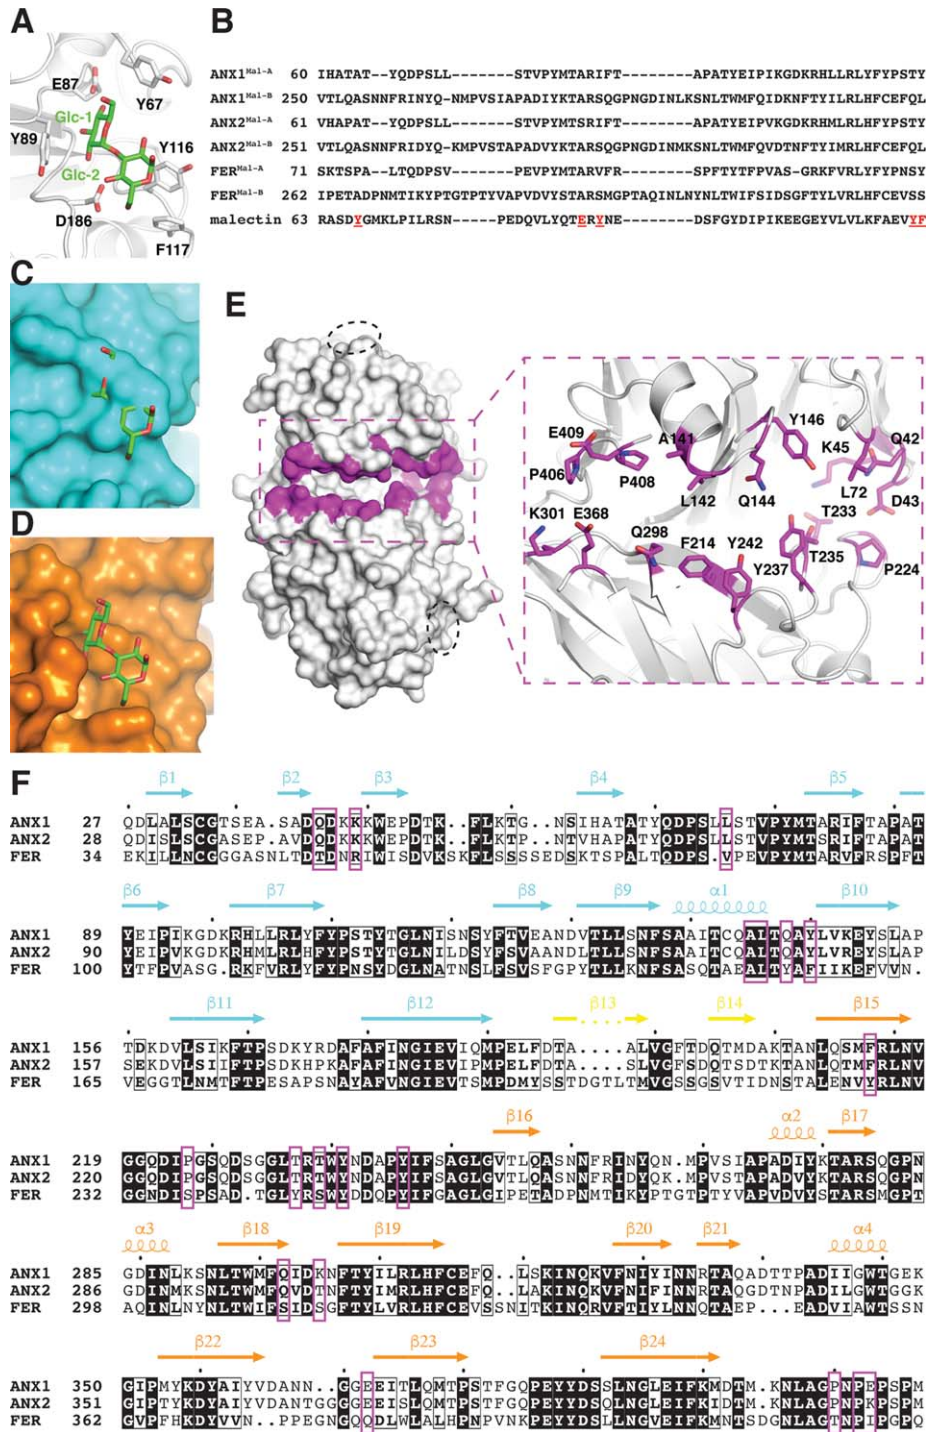 A
E87
Y67
Glc-1
Y89
Y116
Glc-2
D186
F117
B
ANX1Mal-A 60 IHATAT--YQDPSLL--------STVPYMTARIFT---------APATYEIPIKGDKRHLLRLYFYPSTY
ANX1Mal-B 250 VTLQASNNFRINYQ-NMPVSIAPADIYKTARSQGPNGDINLKSNLTWMFQIDKNFTYILRLHFCEFQL
ANX2Mal-A 61 VHAPAT--YQDPSLL--------STVPYMTSRIFT---------APATYEIPVKGDKRHMLRLYFYPSTY
ANX2Mal-B 251 VTLQASNNFRIDYQ-KMPVSTAPADVYKTARSQGPNGDINMKSNLTWMFQVDTNFTYIMRLHFCEFQL
FERMal-A 71 SKTSPA--LTQDPSV--------PEVPYMTARVFR---------SPFTYTFPVAS-GRKFVRLYFYPNSY
FERMal-B 262 IPETADPNMTIKYPTGTPTYVAPVDVYSTARSMGPTAQINLNYNLTWIFSIDSGFTYLVRLHFCEVSS
malectin 63 RASDYGMKLPILRSN------PEDQVLYQTERYNE---------DSFGYDIPIKEEGEYVLVLKFAEVYF
C
D
E
E409
A141
Y146
K45
Q42
P406
P408
L142
Q144
L72
D43
K301
E368
T233
Q298
F214
Y242
Y237
T235
P224
F
β1 β2 β3 β4 β5
ANX1 27 QDLALSCGTSEA.SADQDKKKWEPDTK..FLKTG..NSIHATATYQDPSLLSTVPYMTARIFTAPAT
ANX2 28 QDISLSCGASEP.AVDQDKKKWEPDTK..FLKTP..NTVHAPATYQDPSLLSTVPYMTSRIFTAPAT
FER 34 EKILLNCGGGASNLTDTDNRIWISDVKSKFLSSSSEDSKTSPALTQDPS.VPEVPYMTARVFRSPFT
β6 β7 β8 β9 α1 β10
ANX1 89 YEIPIKGDKRHLLRLYFYPSTYTGLNISNSYFTVEANDVTLLSNFSAAITCQALTQAYLVKEYSLAP
ANX2 90 YEIPVKGDKRHMLRLHFYPSTYTGLNILDSYFSVAANDLTLLSNFSAAITCQALTQAYLVREYSLAP
FER 100 YTFPVASG.RKFVRLYFYPNSYDGLNATNSLFSVSFGPYTLLKNFSASQTAEALTYAFIIKEFVVN.
β11 β12 β13 β14 β15
ANX1 156 TDKDVLSIKFTPSDKYRDAFAFINGIEVIQMPELFDTA....ALVGFTDQTMDAKTANLQSMFRLNV
ANX2 157 SEKDVLSIIFTPSDKHPKAFAFINGIEVIPMPELFDTA....SLVGFSDQTSDTKTANLQTMFRLNV
FER 165 VEGGTLNMTFTPESAPSNAYAFVNGIEVTSMPDMYSSTDGTLTMVGSSGSVTIDNSTALENVYRLNV
β16 α2 β17
ANX1 219 GGQDIPGSQDSGGLTRTWYNDAPYIFSAGLGVTLQASNNFRINYQN.MPVSIAPADIYKTARSQGPN
ANX2 220 GGQDIPGSQDSGGLTRTWYNDAPYIFSAGLGVTLQASNNFRIDYQK.MPVSTAPADVYKTARSQGPN
FER 232 GGNDISPSAD.TGLYRSWYDDQPYIFGAGLGIPETADPNMTIKYPTGTPTYVAPVDVYSTARSMGPT
α3 β18 β19 β20 β21 α4
ANX1 285 GDINLKSNLTWMFQIDKNFTYILRLHFCEFQ..LSKINQKVFNIYINNRTAQADTTPADIIGWTGEK
ANX2 286 GDINMKSNLTWMFQVDTNFTYIMRLHFCEFQ..LAKINQKVFNIFINNRTAQGDTNPADILGWTGGK
FER 298 AQINLNYNLTWIFSIDSGFTYLVRLHFCEVSSNITKINQRVFTIYLNNQTAEP...EADVIAWTSSN
β22 β23 β24
ANX1 350 GIPMYKDYAIYVDANN..GGEEITLQMTPSTFGQPEYYDSSLNGLEIFKMDTM.KNLAGPNPEPSPM
ANX2 351 GIPTYKDYAIYVDANTGGGGEEISLQMTPSTFGQPEYYDSQLNGLEIFKMDTM.KNLAGPNPKPSPM
FER 362 GVPFHKDYVVN..PPEGNGQQDLWLALHPNPVNKPEYYDSLLNGVEIFKMNTSDGNLAGTNPIPGPQ